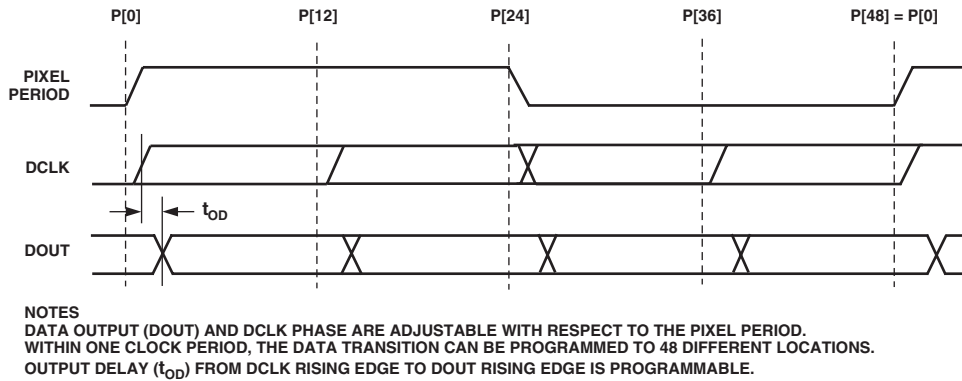 P[0] P[12] P[24] P[36] P[48] = P[0]
PIXEL
PERIOD
DCLK
tOD
DOUT
NOTES
DATA OUTPUT (DOUT) AND DCLK PHASE ARE ADJUSTABLE WITH RESPECT TO THE PIXEL PERIOD.
WITHIN ONE CLOCK PERIOD, THE DATA TRANSITION CAN BE PROGRAMMED TO 48 DIFFERENT LOCATIONS.
OUTPUT DELAY (tOD) FROM DCLK RISING EDGE TO DOUT RISING EDGE IS PROGRAMMABLE.